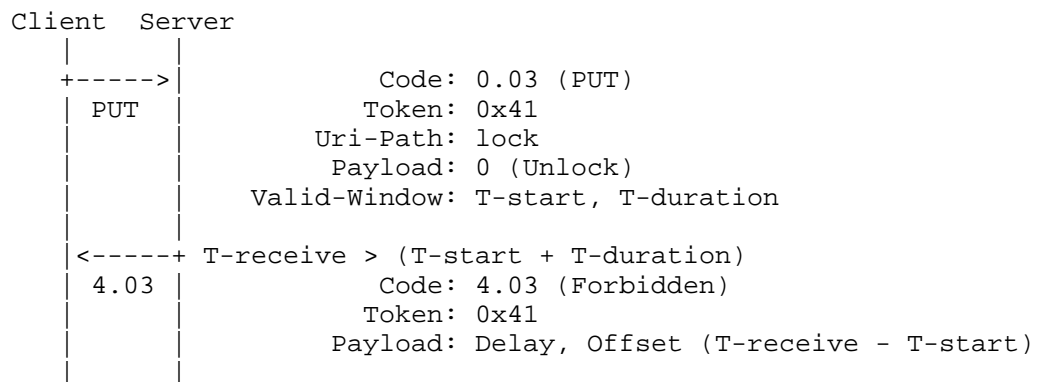 Client Server
| |
+----->| Code: 0.03 (PUT)
| PUT | Token: 0x41
| | Uri-Path: lock
| | Payload: 0 (Unlock)
| | Valid-Window: T-start, T-duration
| |
|<-----+ T-receive > (T-start + T-duration)
| 4.03 | Code: 4.03 (Forbidden)
| | Token: 0x41
| | Payload: Delay, Offset (T-receive - T-start)
| |